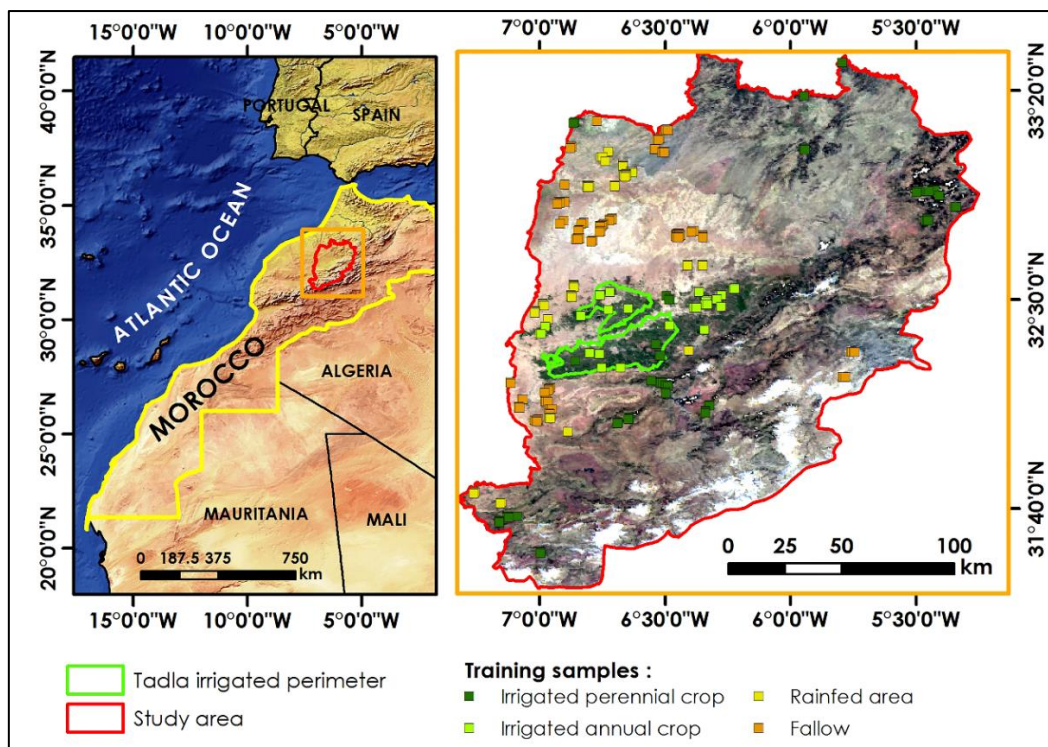 15°0'0"W 10°0'0"W 5°0'0"W
7°0'0"W 6°30'0"W 6°0'0"W 5°30'0"W
40°0'0"N
35°0'0"N
30°0'0"N
25°0'0"N
20°0'0"N
PORTUGAL
SPAIN
ATLANTIC OCEAN
MOROCCO
ALGERIA
MAURITANIA
MALI
0 187.5 375 750
km
33°20'0"N
32°30'0"N
31°40'0"N
0 25 50 100
km
15°0'0"W 10°0'0"W 5°0'0"W
7°0'0"W 6°30'0"W 6°0'0"W 5°30'0"W
Tadla irrigated perimeter
Study area
Training samples :
Irrigated perennial crop
Rainfed area
Irrigated annual crop
Fallow